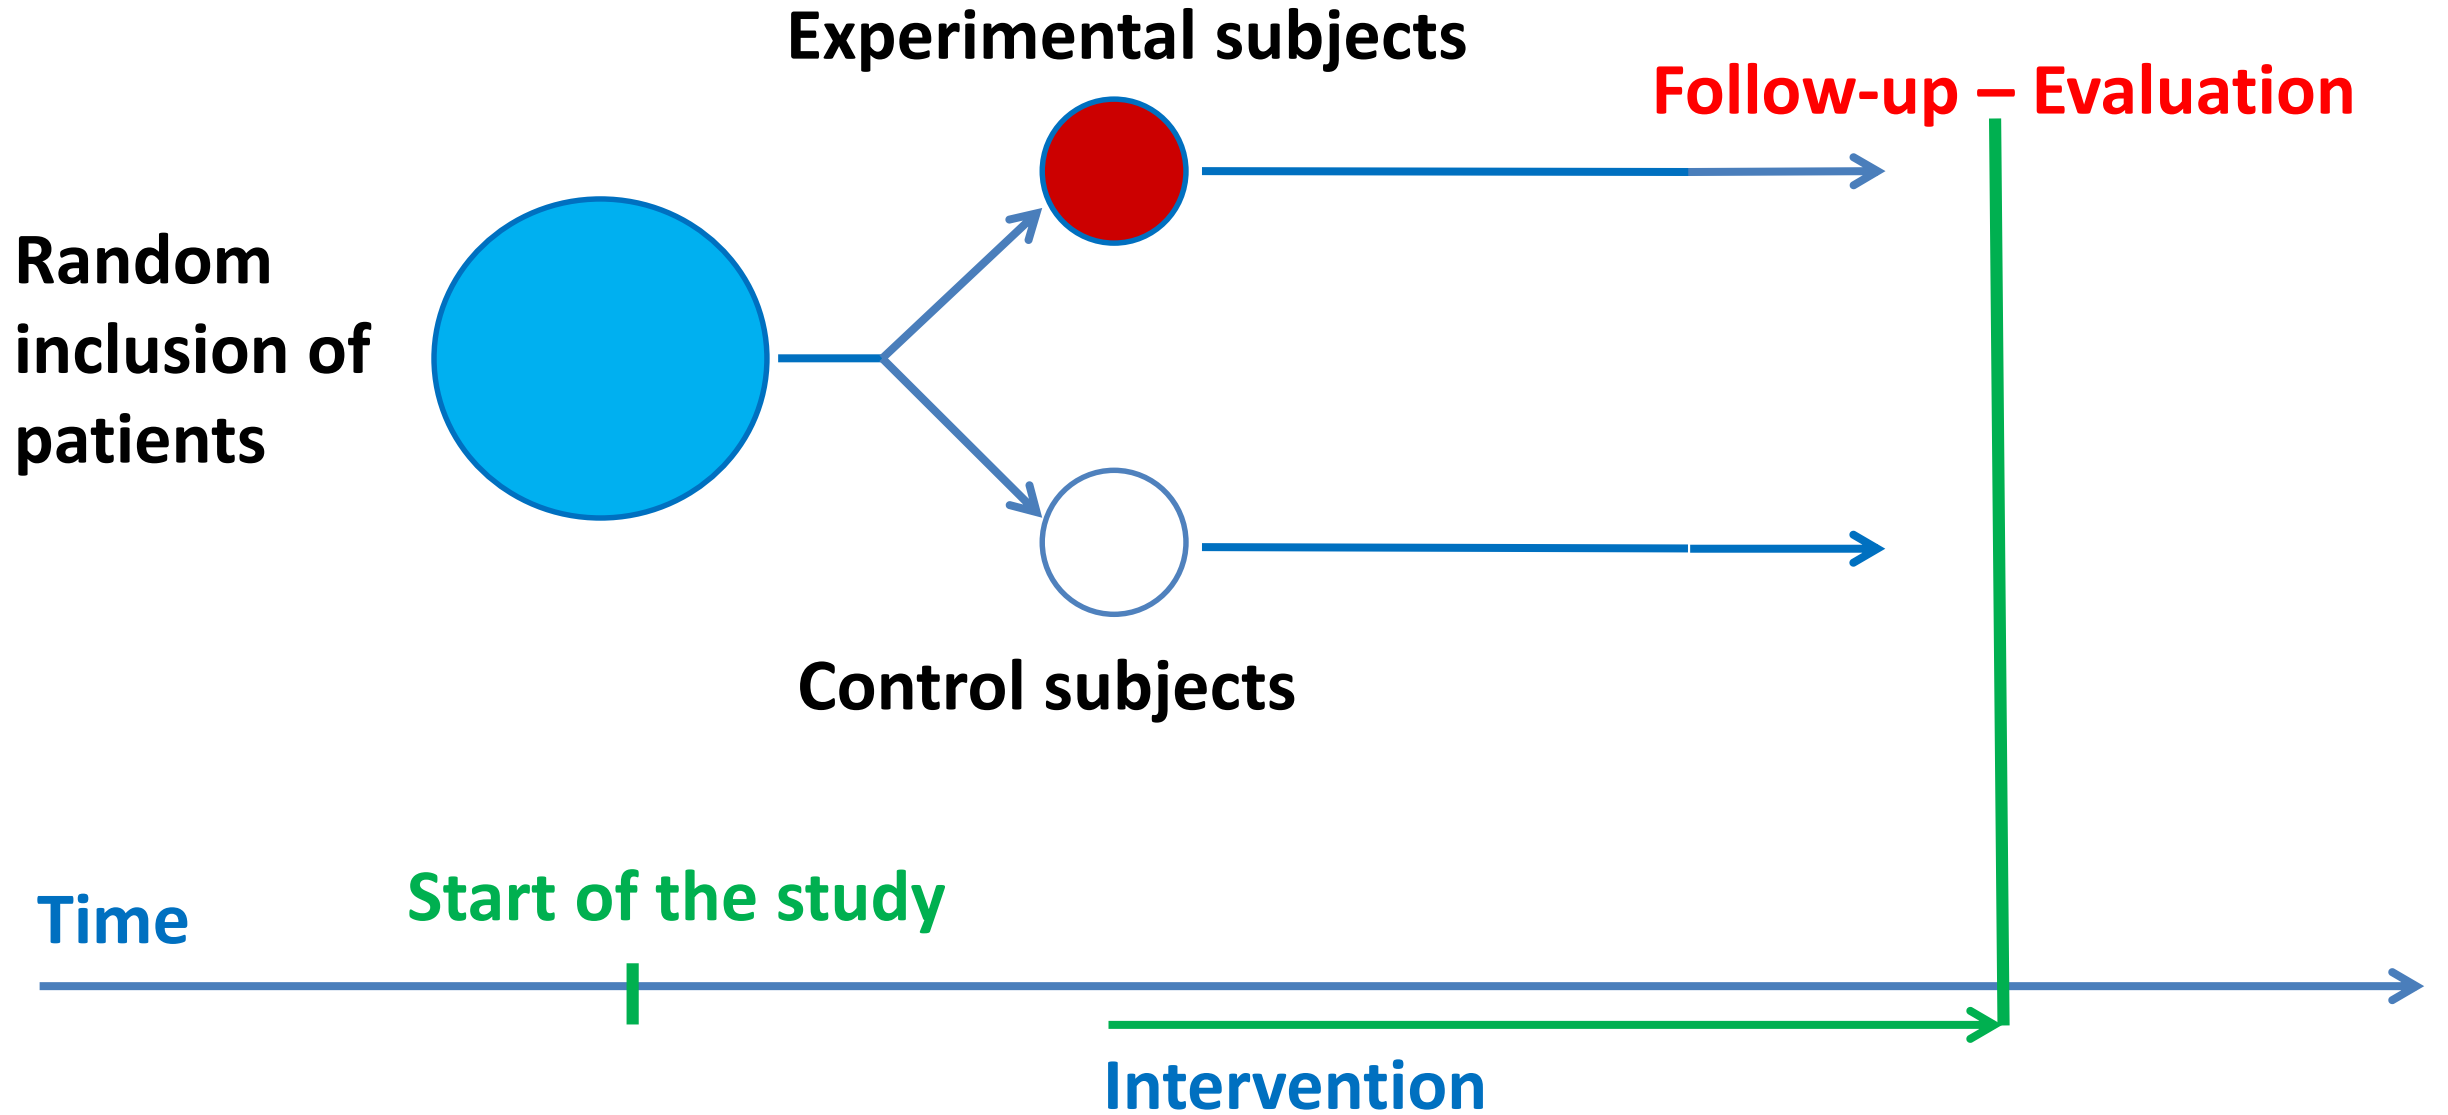 Experimental subjects
Follow-up – Evaluation
Random
inclusion of
patients
Control subjects
Start of the study
Time
Intervention